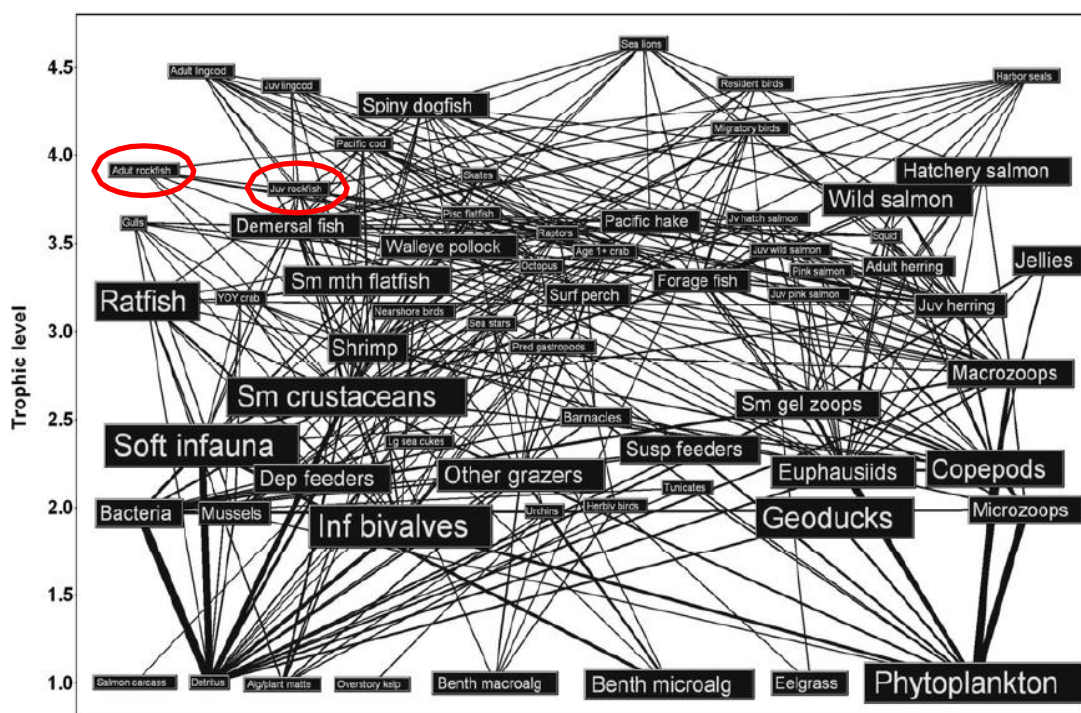 Trophic level
4.5
4.0
3.5
3.0
2.5
2.0
1.5
1.0
Sea lions
Adult lingcod
Juv lingcod
Resident birds
Harbor seals
Spiny dogfish
Migratory birds
Pacific cod
Adut rockfish
Juv rockfish
Skates
Hatchery salmon
Wild salmon
Gulls
Demersal fish
Pisc flatfish
Raptors
Pacific hake
Jv hatch salmon
Squid
Walleye pollock
Age 1+ crab
Juv wild salmon
Octopus
Pink salmon
Adult herring
Jellies
Sm mth flatfish
Forage fish
Ratfish
YOY crab
Surf perch
Juv pink salmon
Juv herring
Nearshore birds
Sea stars
Shrimp
Pred gastropods
Macrozoops
Sm crustaceans
Sm gel zoops
Barnacles
Soft infauna
Lg sea cukes
Susp feeders
Dep feeders
Other grazers
Euphausiids
Copepods
Tunicates
Bacteria
Mussels
Inf bivalves
Urchins
Herbiv birds
Geoducks
Microzoops
Salmon carcass
Detritus
Alg/plant matte
Overstory kelp
Benth macroalg
Benth microalg
Eelgrass
Phytoplankton